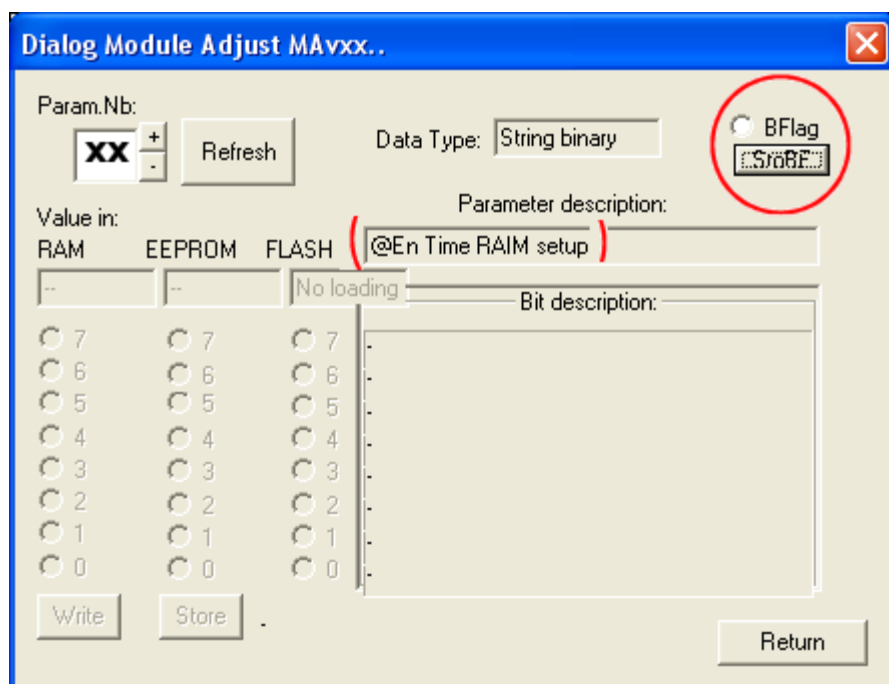 Dialog Module Adjust MAvxx..
Param.Nb:
xx
+
-
Refresh
Data Type:
String binary
BFlag
Value in:
RAM
EEPROM
FLASH
Parameter description:
@En Time RAIM setup
--
--
No loading
Bit description:
7 7 7 .
6 6 6 .
5 5 5 .
4 4 4 .
3 3 3 .
2 2 2 .
1 1 1 .
0 0 0 .
Write
Store
.
Return